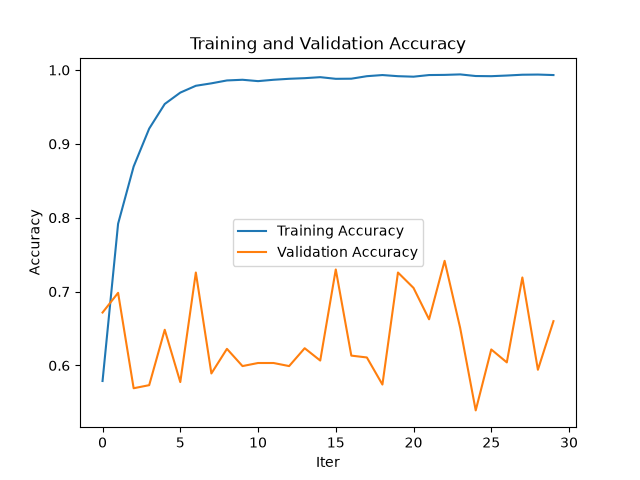 Training and Validation Accuracy
1.0
0.9
0.8
0.7
0.6
Accuracy
Training Accuracy
Validation Accuracy
0 5 10 15 20 25 30
Iter